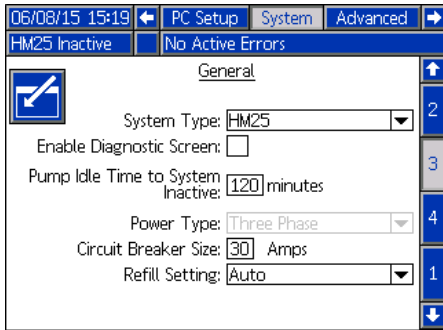 06/08/15 15:19 PC Setup System Advanced
HM25 Inactive No Active Errors
General
2
System Type: HM25
Enable Diagnostic Screen:
3
Pump Idle Time to System
Inactive: 120 minutes
Power Type: Three Phase
4
Circuit Breaker Size: 30 Amps
Refill Setting: Auto
1